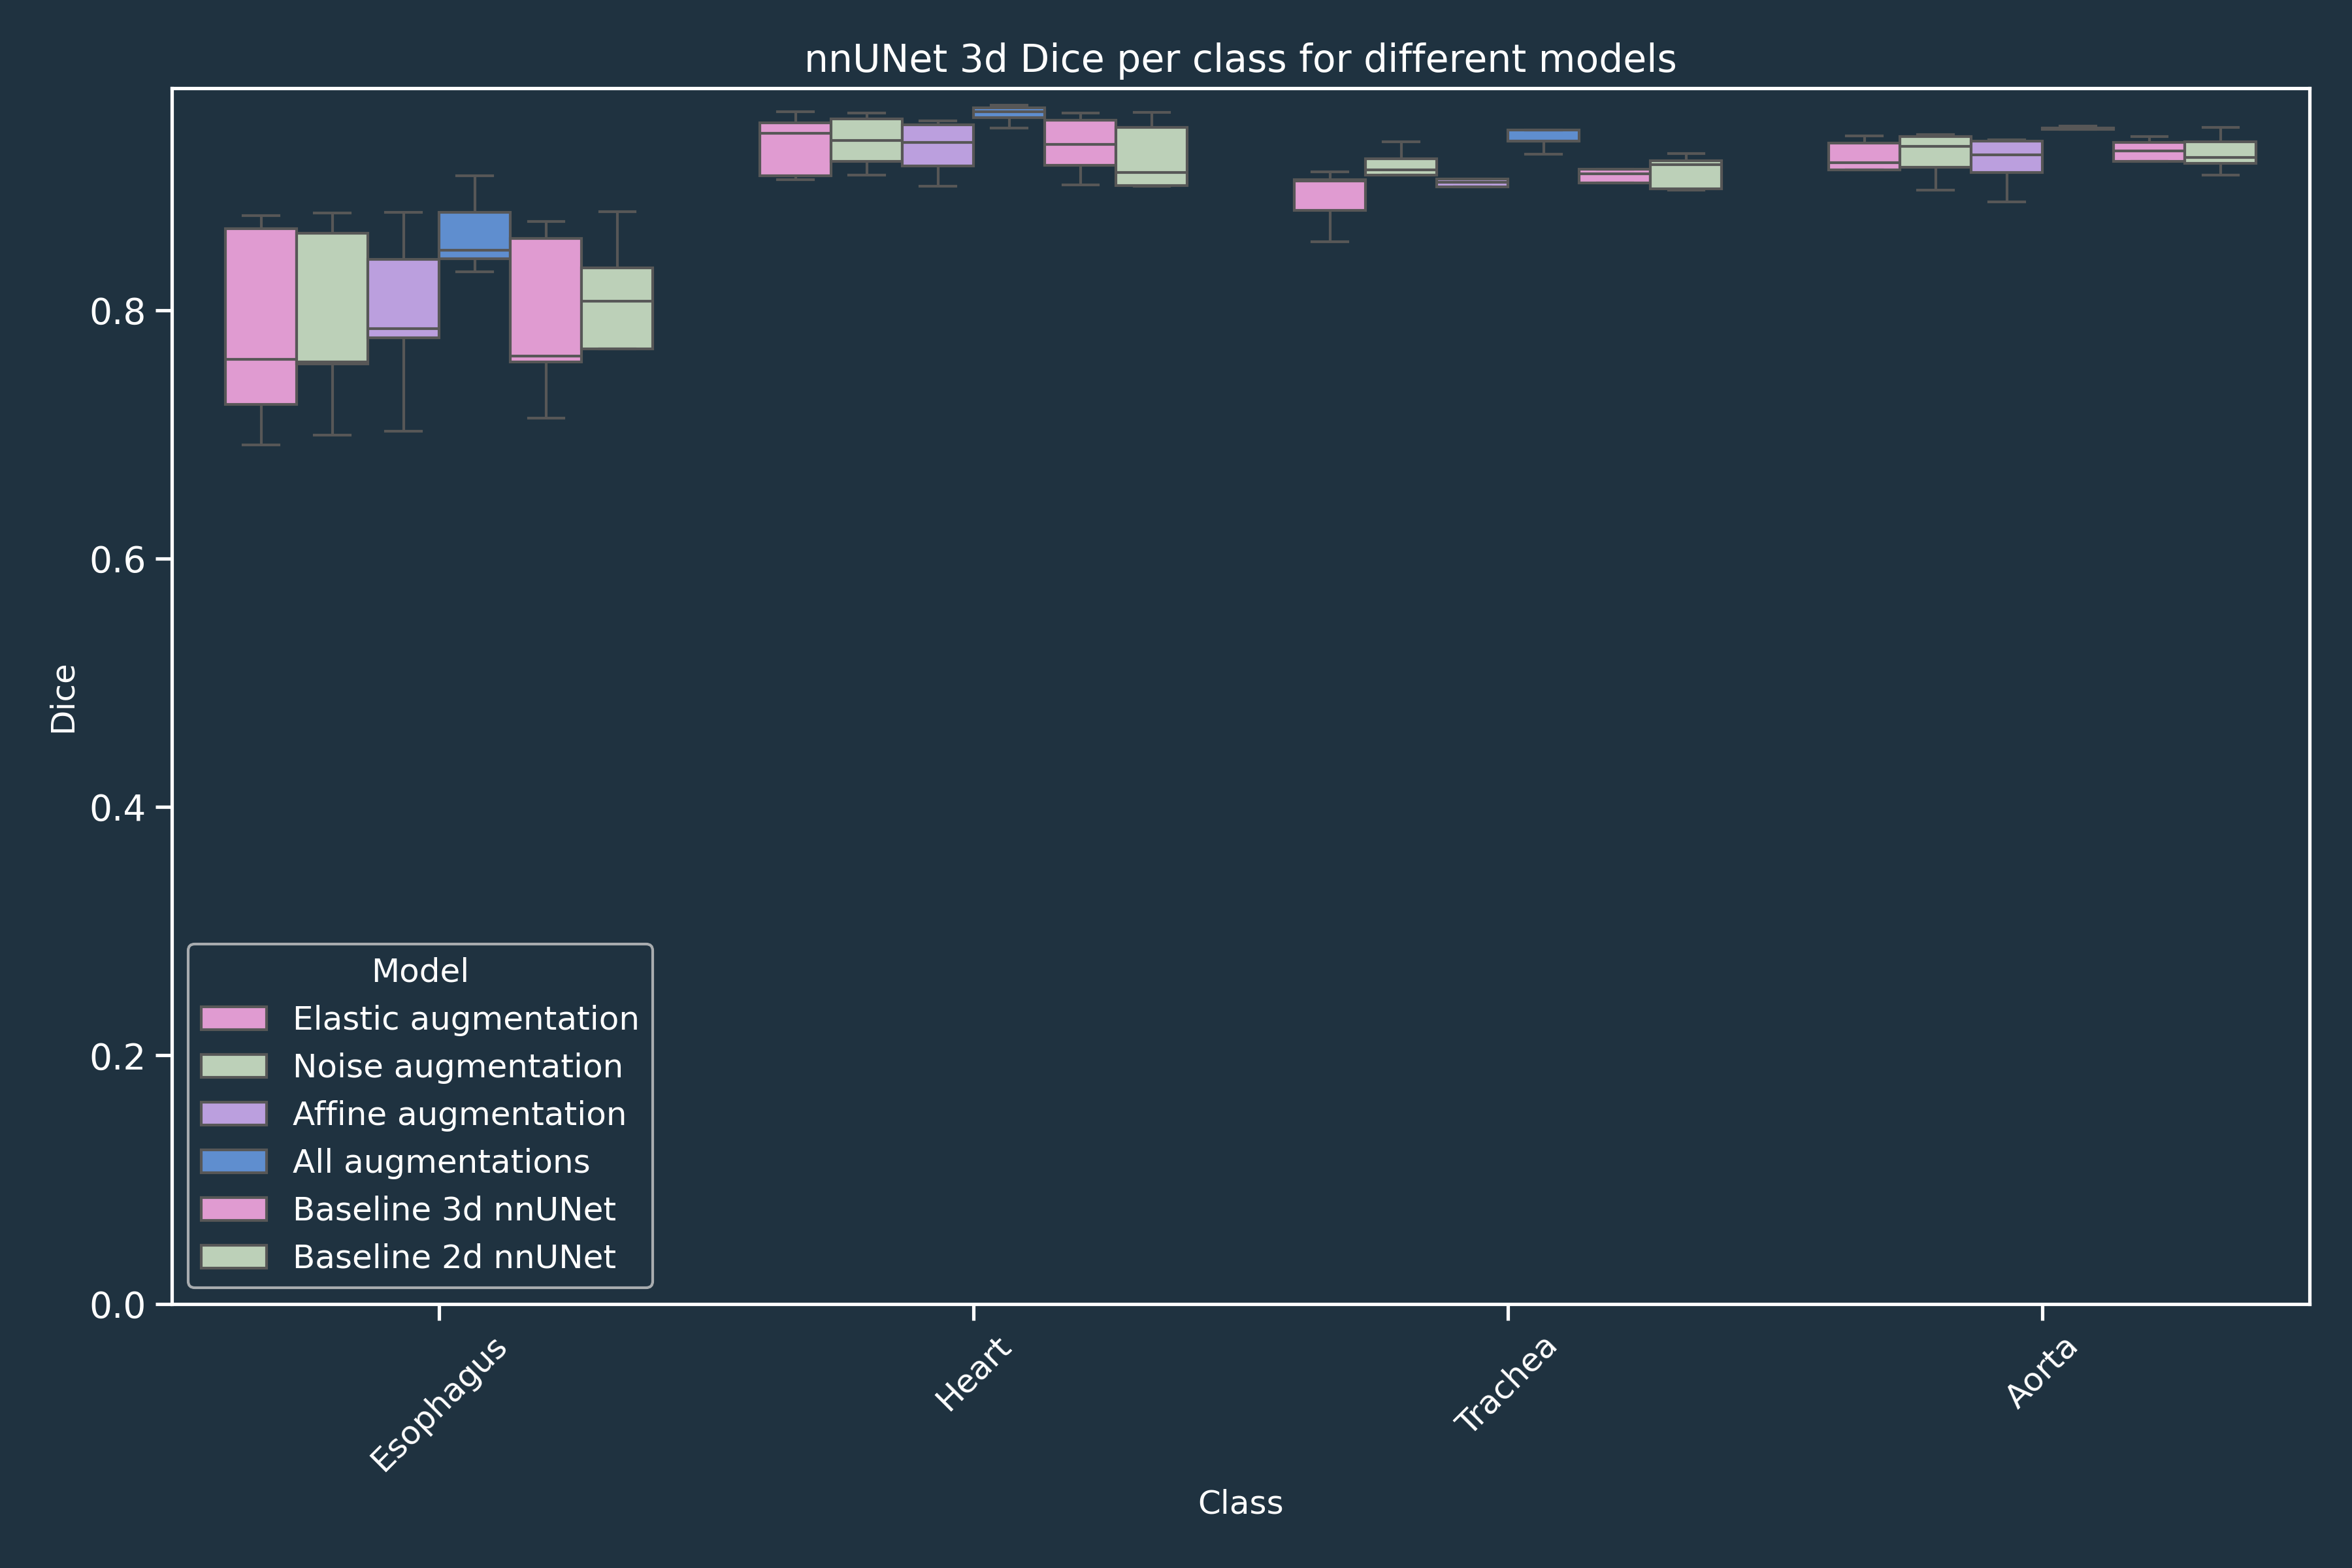 nnUNet 3d Dice per class for different models
Dice
0.8
0.6
0.4
0.2
0.0
Model
Elastic augmentation
Noise augmentation
Affine augmentation
All augmentations
Baseline 3d nnUNet
Baseline 2d nnUNet
Esophagus
Heart
Trachea
Aorta
Class